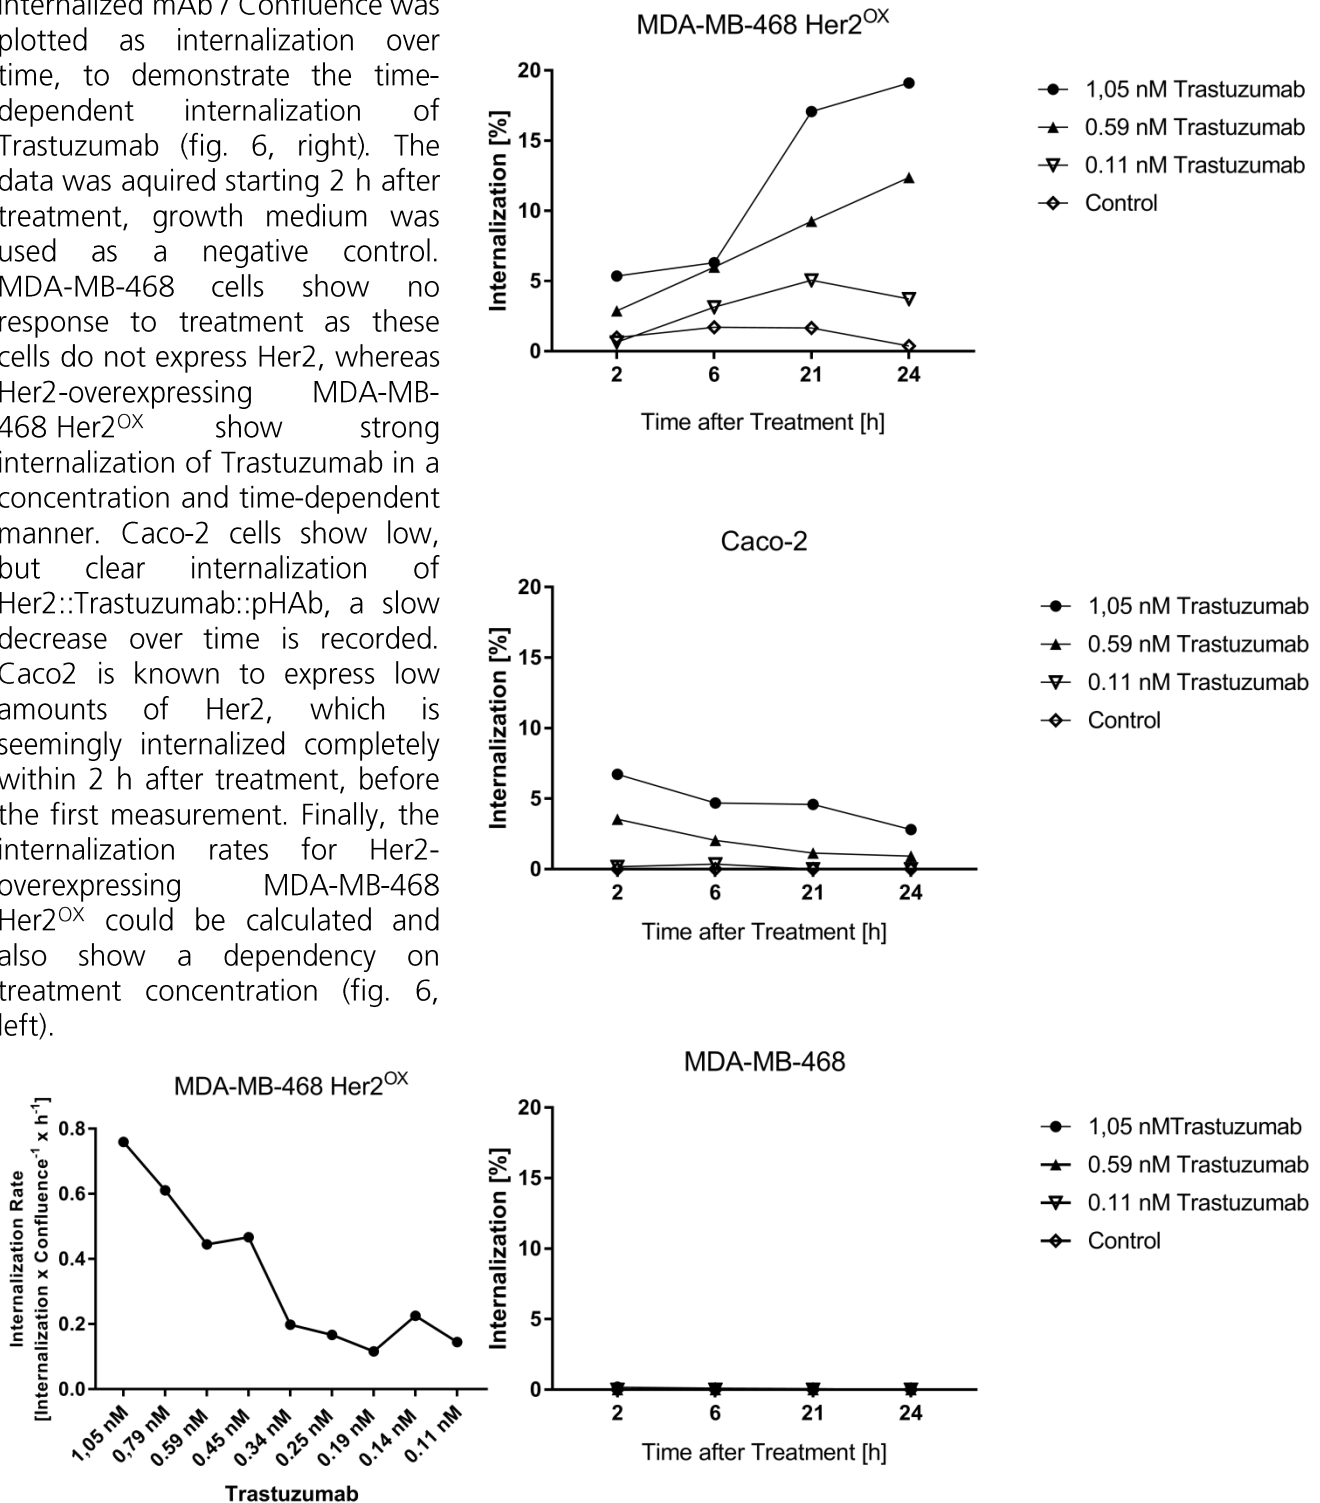 internalized mAb / Confluence was
plotted as internalization over
time, to demonstrate the time-
dependent internalization of
Trastuzumab (fig. 6, right). The
data was aquired starting 2 h after
treatment, growth medium was
used as a negative control.
MDA-MB-468 cells show no
response to treatment as these
cells do not express Her2, whereas
Her2-overexpressing MDA-MB-
468 Her2OX show strong
internalization of Trastuzumab in a
concentration and time-dependent
manner. Caco-2 cells show low,
but clear internalization of
Her2::Trastuzumab::pHAb, a slow
decrease over time is recorded.
Caco2 is known to express low
amounts of Her2, which is
seemingly internalized completely
within 2 h after treatment, before
the first measurement. Finally, the
internalization rates for Her2-
overexpressing MDA-MB-468
Her2OX could be calculated and
also show a dependency on
treatment concentration (fig. 6,
left).
MDA-MB-468 Her2OX
Internalization [%]
20
15
10
5
0
2 6 21 24
Time after Treatment [h]
1,05 nM Trastuzumab
0.59 nM Trastuzumab
0.11 nM Trastuzumab
Control
Caco-2
Internalization [%]
20
15
10
5
0
2 6 21 24
Time after Treatment [h]
1,05 nM Trastuzumab
0.59 nM Trastuzumab
0.11 nM Trastuzumab
Control
MDA-MB-468 Her2OX
Internalization Rate
[Internalization x Confluence-1 x h-1]
0.8
0.6
0.4
0.2
0.0
1,05 nM 0,79 nM 0.59 nM 0.45 nM 0.34 nM 0.25 nM 0.19 nM 0.14 nM 0.11 nM
Trastuzumab
MDA-MB-468
Internalization [%]
20
15
10
5
0
2 6 21 24
Time after Treatment [h]
1,05 nMTrastuzumab
0.59 nM Trastuzumab
0.11 nM Trastuzumab
Control